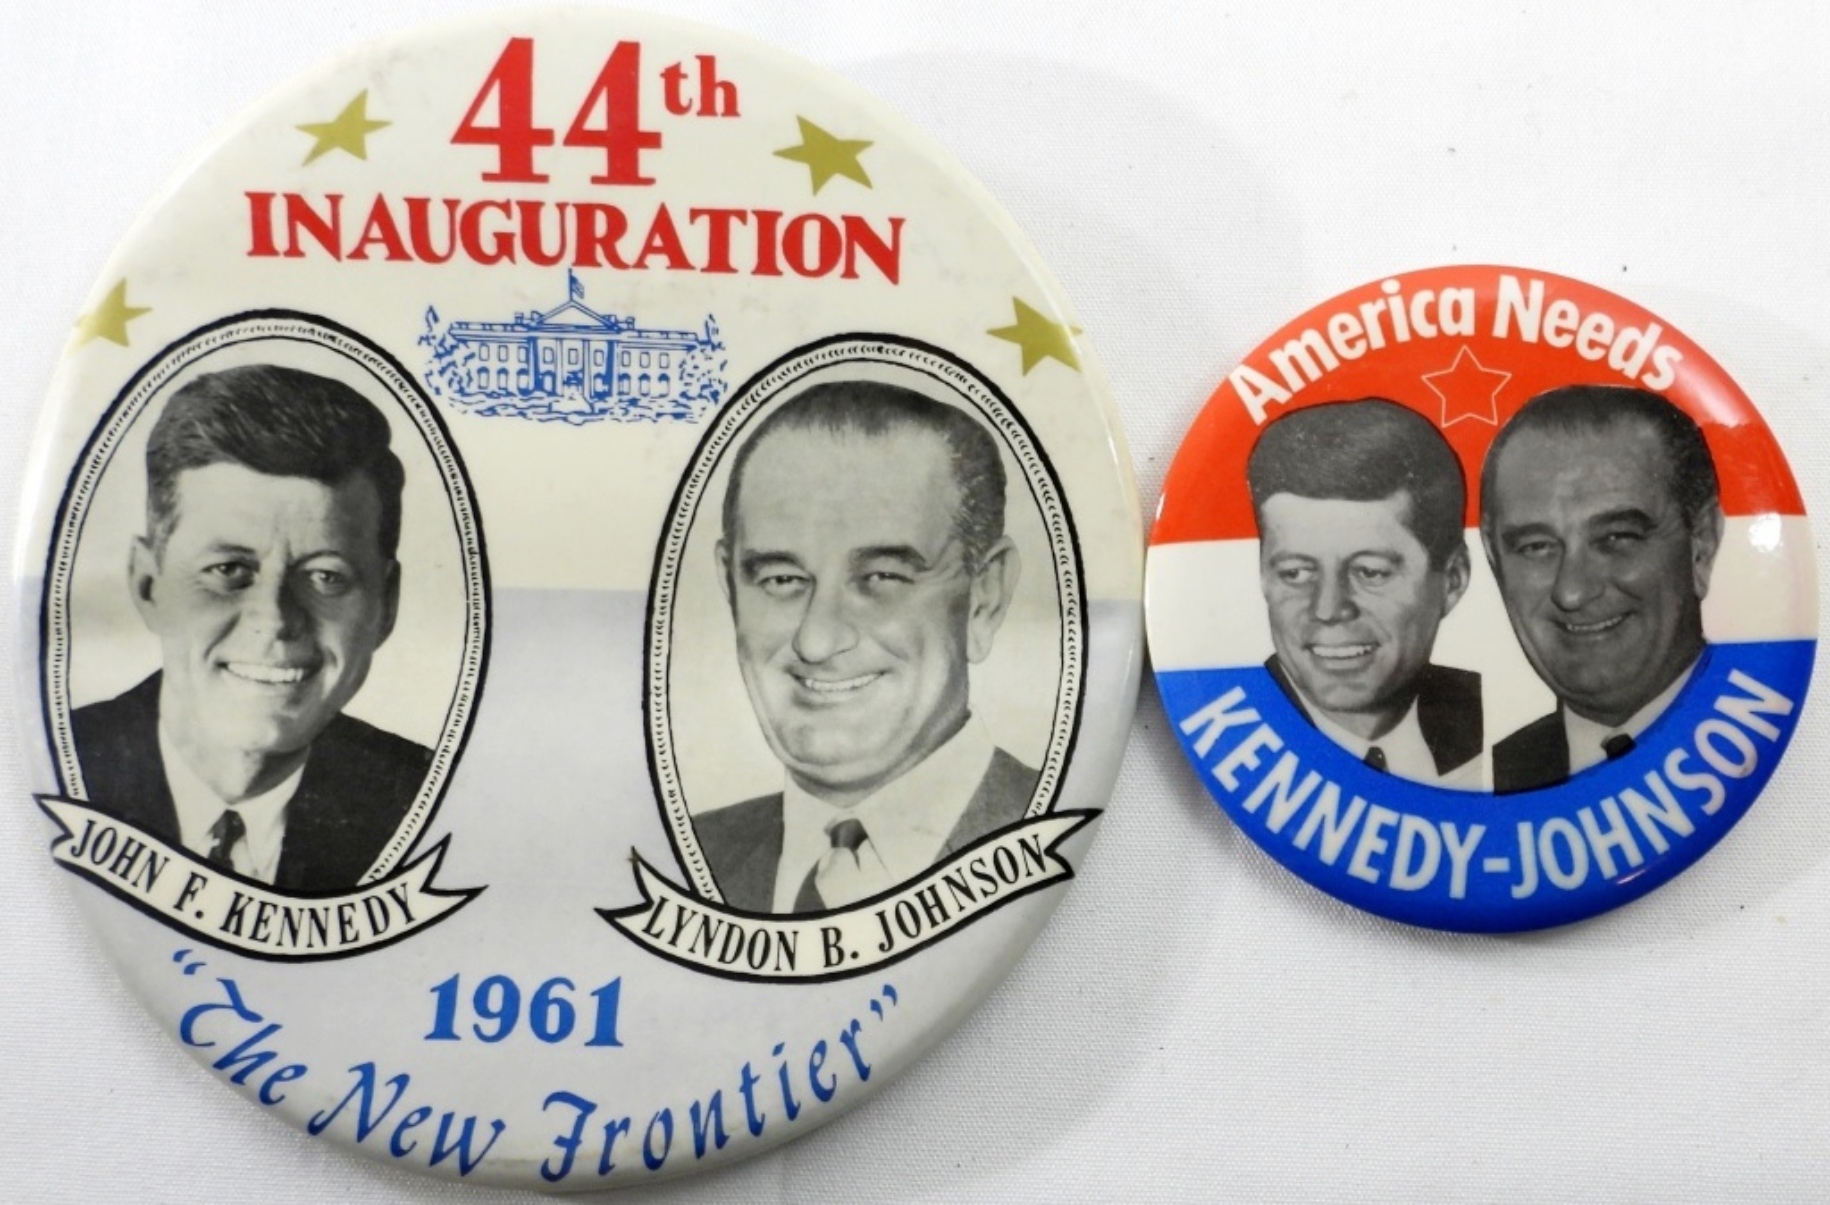 44th
INAUGURATION
JOHN F. KENNEDY
LYNDON B. JOHNSON
1961
"The New Frontier"
America Needs
KENNEDY-JOHNSON